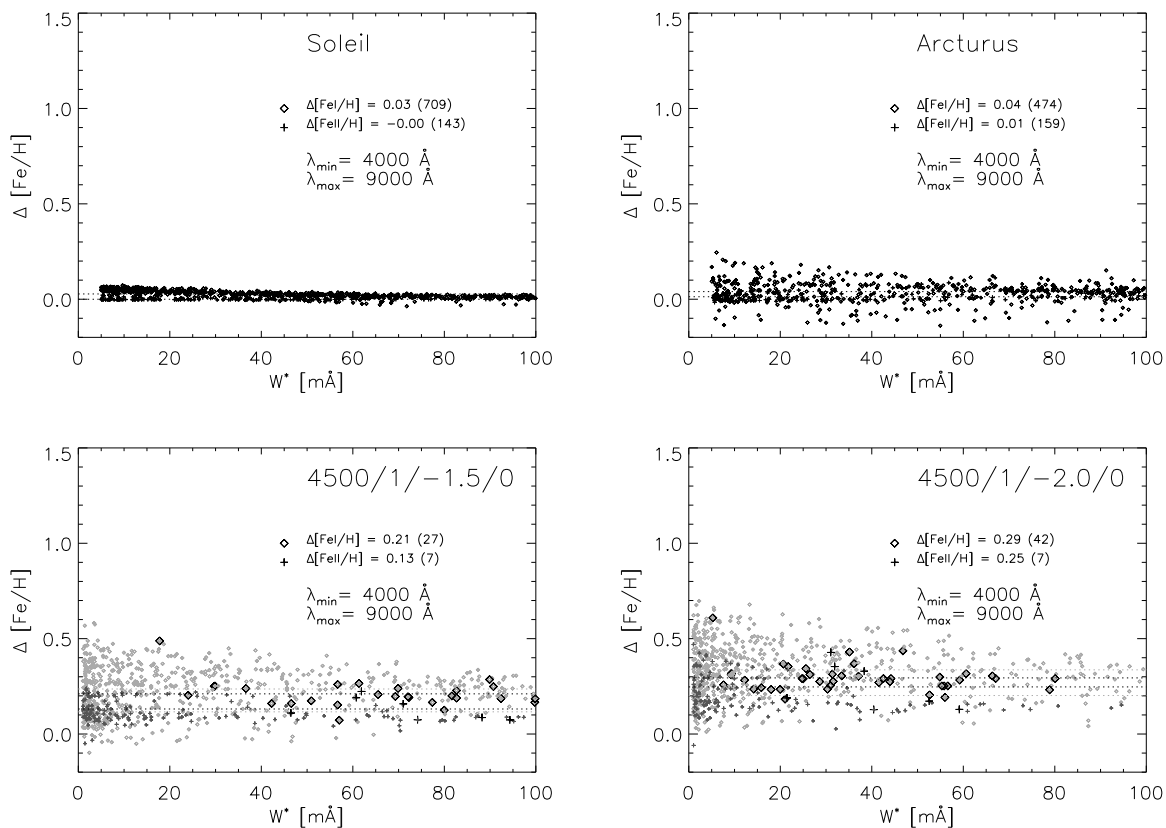 Soleil
Δ[FeI/H] = 0.03 (709)
Δ[FeII/H] = −0.00 (143)
λmin= 4000 Å
λmax= 9000 Å
1.5
1.0
0.5
0.0
Δ [Fe/H]
0 20 40 60 80 100
W* [mÅ]
Arcturus
Δ[FeI/H] = 0.04 (474)
Δ[FeII/H] = 0.01 (159)
λmin= 4000 Å
λmax= 9000 Å
1.5
1.0
0.5
0.0
Δ [Fe/H]
0 20 40 60 80 100
W* [mÅ]
4500/1/−1.5/0
Δ[FeI/H] = 0.21 (27)
Δ[FeII/H] = 0.13 (7)
λmin= 4000 Å
λmax= 9000 Å
1.5
1.0
0.5
0.0
Δ [Fe/H]
0 20 40 60 80 100
W* [mÅ]
4500/1/−2.0/0
Δ[FeI/H] = 0.29 (42)
Δ[FeII/H] = 0.25 (7)
λmin= 4000 Å
λmax= 9000 Å
1.5
1.0
0.5
0.0
Δ [Fe/H]
0 20 40 60 80 100
W* [mÅ]